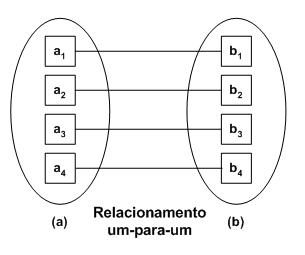 a1 b1
a2 b2
a3 b3
a4 b4
(a) Relacionamento (b)
um-para-um